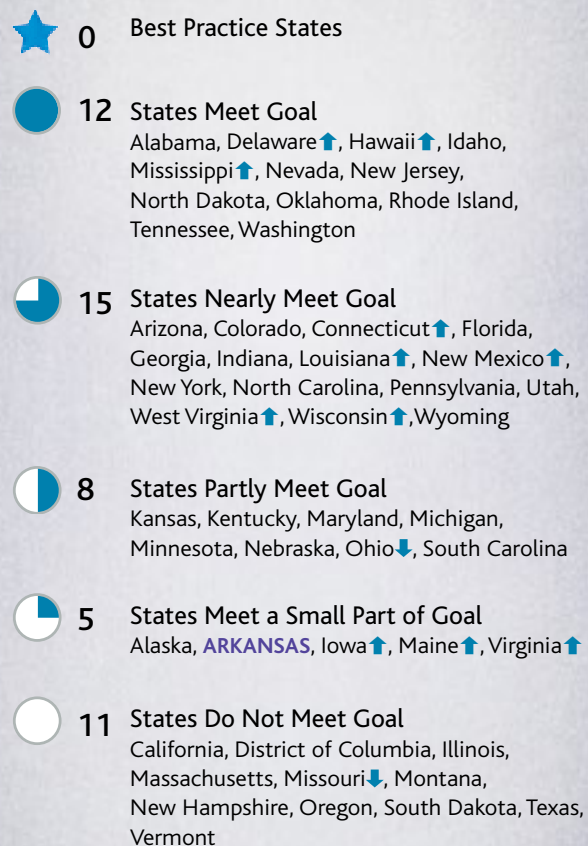 0 Best Practice States
12 States Meet Goal
Alabama, Delaware⬆, Hawaii⬆, Idaho,
Mississippi⬆, Nevada, New Jersey,
North Dakota, Oklahoma, Rhode Island,
Tennessee, Washington
15 States Nearly Meet Goal
Arizona, Colorado, Connecticut⬆, Florida,
Georgia, Indiana, Louisiana⬆, New Mexico⬆,
New York, North Carolina, Pennsylvania, Utah,
West Virginia⬆, Wisconsin⬆, Wyoming
8 States Partly Meet Goal
Kansas, Kentucky, Maryland, Michigan,
Minnesota, Nebraska, Ohio⬇, South Carolina
5 States Meet a Small Part of Goal
Alaska, ARKANSAS, Iowa⬆, Maine⬆, Virginia⬆
11 States Do Not Meet Goal
California, District of Columbia, Illinois,
Massachusetts, Missouri⬇, Montana,
New Hampshire, Oregon, South Dakota, Texas,
Vermont